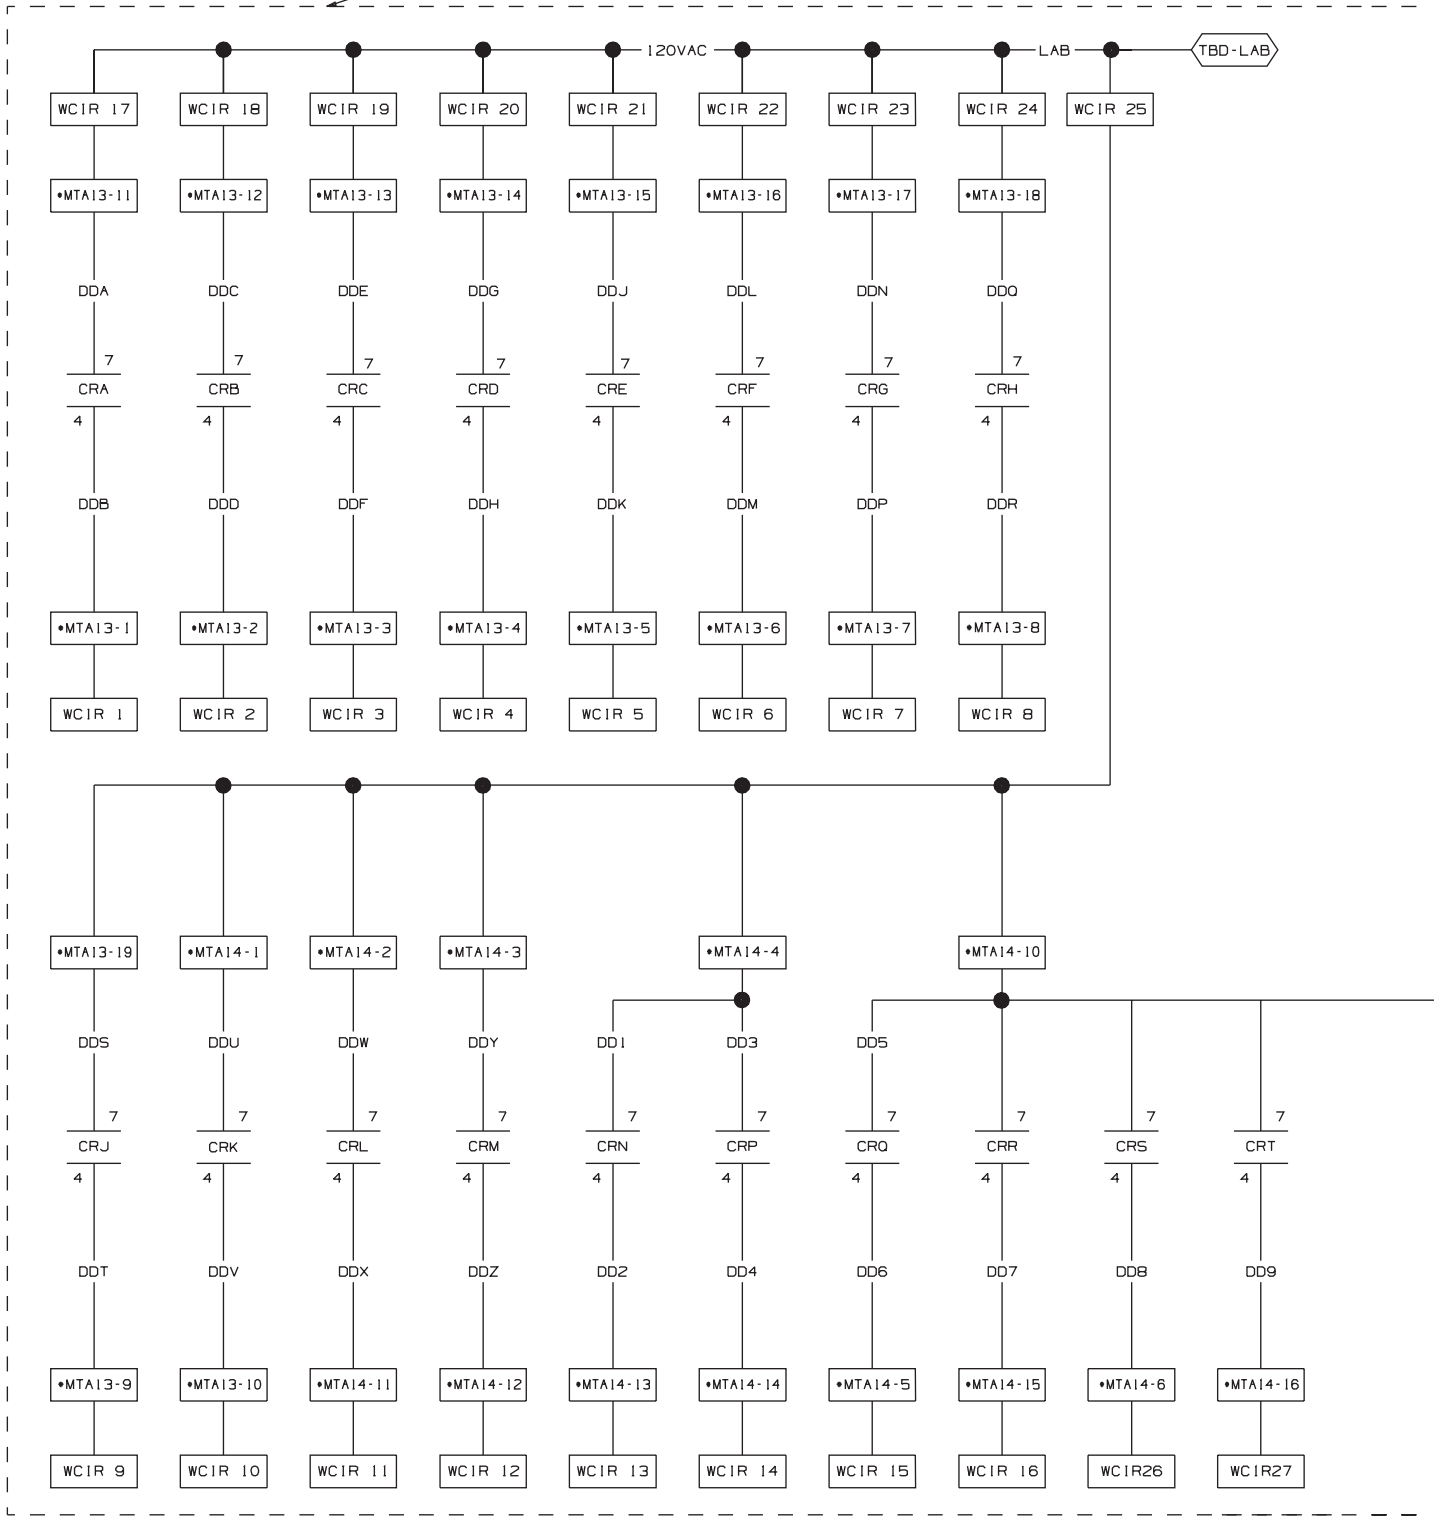 120VAC LAB TBD-LAB
WCIR 17 WCIR 18 WCIR 19 WCIR 20 WCIR 21 WCIR 22 WCIR 23 WCIR 24 WCIR 25
*MTA13-11 *MTA13-12 *MTA13-13 *MTA13-14 *MTA13-15 *MTA13-16 *MTA13-17 *MTA13-18
DDA DDC DDE DDG DDJ DDL DDN DDQ
7 7 7 7 7 7 7 7
CRA CRB CRC CRD CRE CRF CRG CRH
4 4 4 4 4 4 4 4
DDB DDD DDF DDH DDK DDM DDP DDR
*MTA13-1 *MTA13-2 *MTA13-3 *MTA13-4 *MTA13-5 *MTA13-6 *MTA13-7 *MTA13-8
WCIR 1 WCIR 2 WCIR 3 WCIR 4 WCIR 5 WCIR 6 WCIR 7 WCIR 8
*MTA13-19 *MTA14-1 *MTA14-2 *MTA14-3 *MTA14-4 *MTA14-10
DDS DDU DDW DDY DD1 DD3 DD5
7 7 7 7 7 7 7 7 7 7
CRJ CRK CRL CRM CRN CRP CRQ CRR CRS CRT
4 4 4 4 4 4 4 4 4 4
DDT DDV DDX DDZ DD2 DD4 DD6 DD7 DD8 DD9
*MTA13-9 *MTA13-10 *MTA14-11 *MTA14-12 *MTA14-13 *MTA14-14 *MTA14-5 *MTA14-15 *MTA14-6 *MTA14-16
WCIR 9 WCIR 10 WCIR 11 WCIR 12 WCIR 13 WCIR 14 WCIR 15 WCIR 16 WCIR26 WCIR27